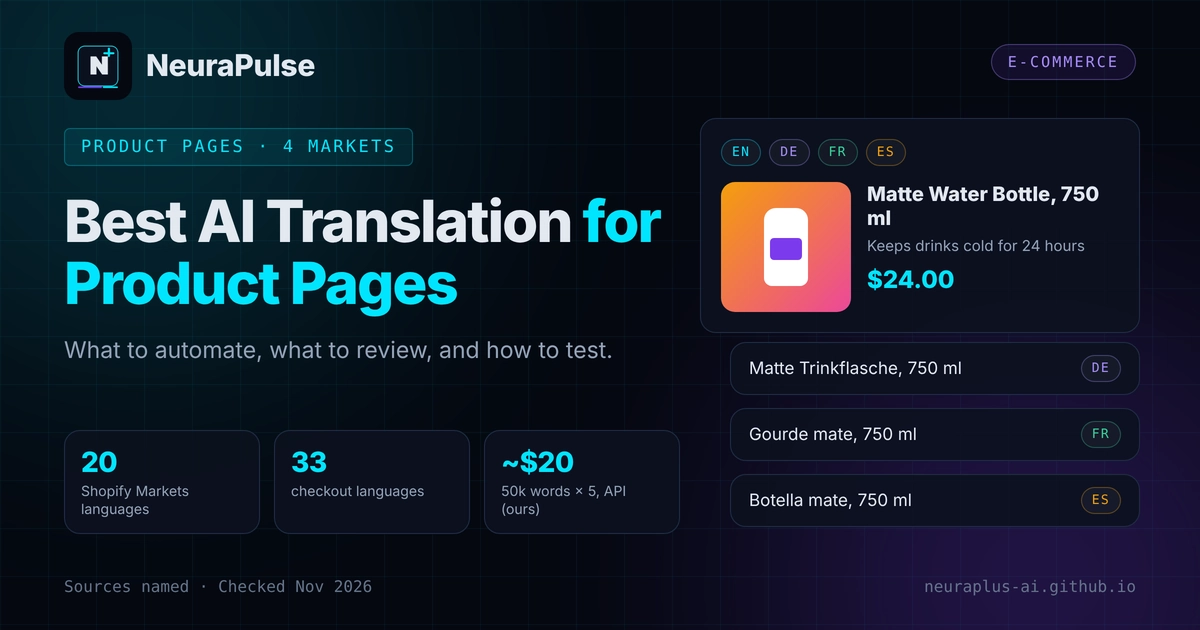 N
NeuraPulse
E-COMMERCE
PRODUCT PAGES · 4 MARKETS
Best AI Translation for
Product Pages
What to automate, what to review, and how to test.
20
Shopify Markets
languages
33
checkout languages
~$20
50k words × 5, API
(ours)
EN DE FR ES
Matte Water Bottle, 750
ml
Keeps drinks cold for 24 hours
$24.00
Matte Trinkflasche, 750 ml DE
Gourde mate, 750 ml FR
Botella mate, 750 ml ES
Sources named · Checked Nov 2026
neuraplus-ai.github.io